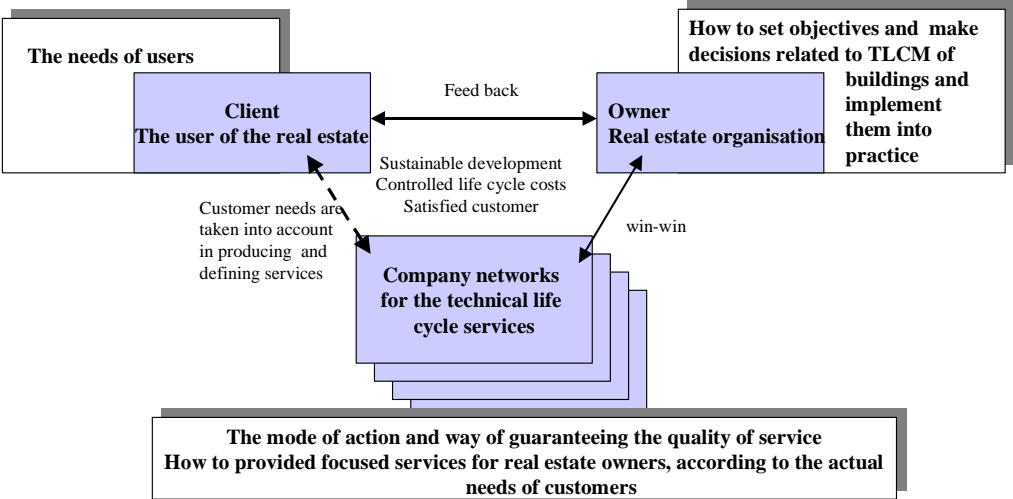 The needs of users
How to set objectives and make
decisions related to TLCM of
buildings and
implement
them into
practice
Client
The user of the real estate
Feed back
Owner
Real estate organisation
Sustainable development
Controlled life cycle costs
Satisfied customer
Customer needs are
taken into account
in producing and
defining services
win-win
Company networks
for the technical life
cycle services
The mode of action and way of guaranteeing the quality of service
How to provided focused services for real estate owners, according to the actual
needs of customers